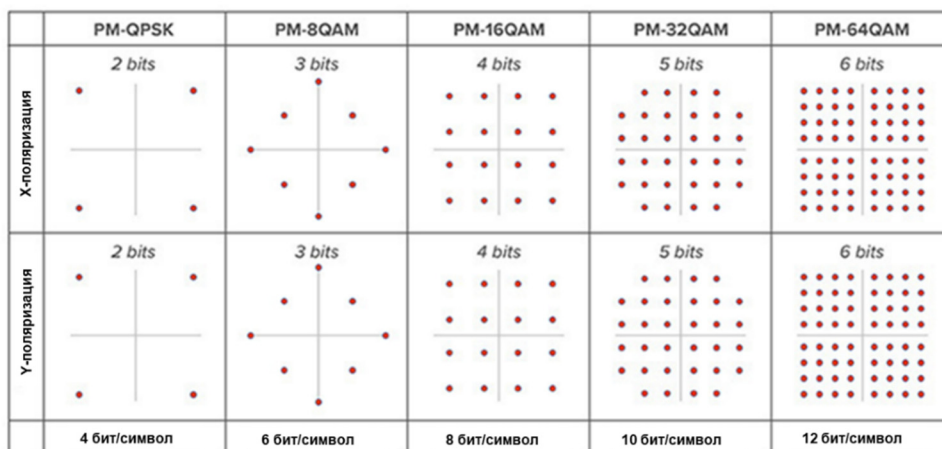 PM-QPSK PM-8QAM PM-16QAM PM-32QAM PM-64QAM
X-поляризация
2 bits 3 bits 4 bits 5 bits 6 bits
Y-поляризация
2 bits 3 bits 4 bits 5 bits 6 bits
4 бит/символ 6 бит/символ 8 бит/символ 10 бит/символ 12 бит/символ